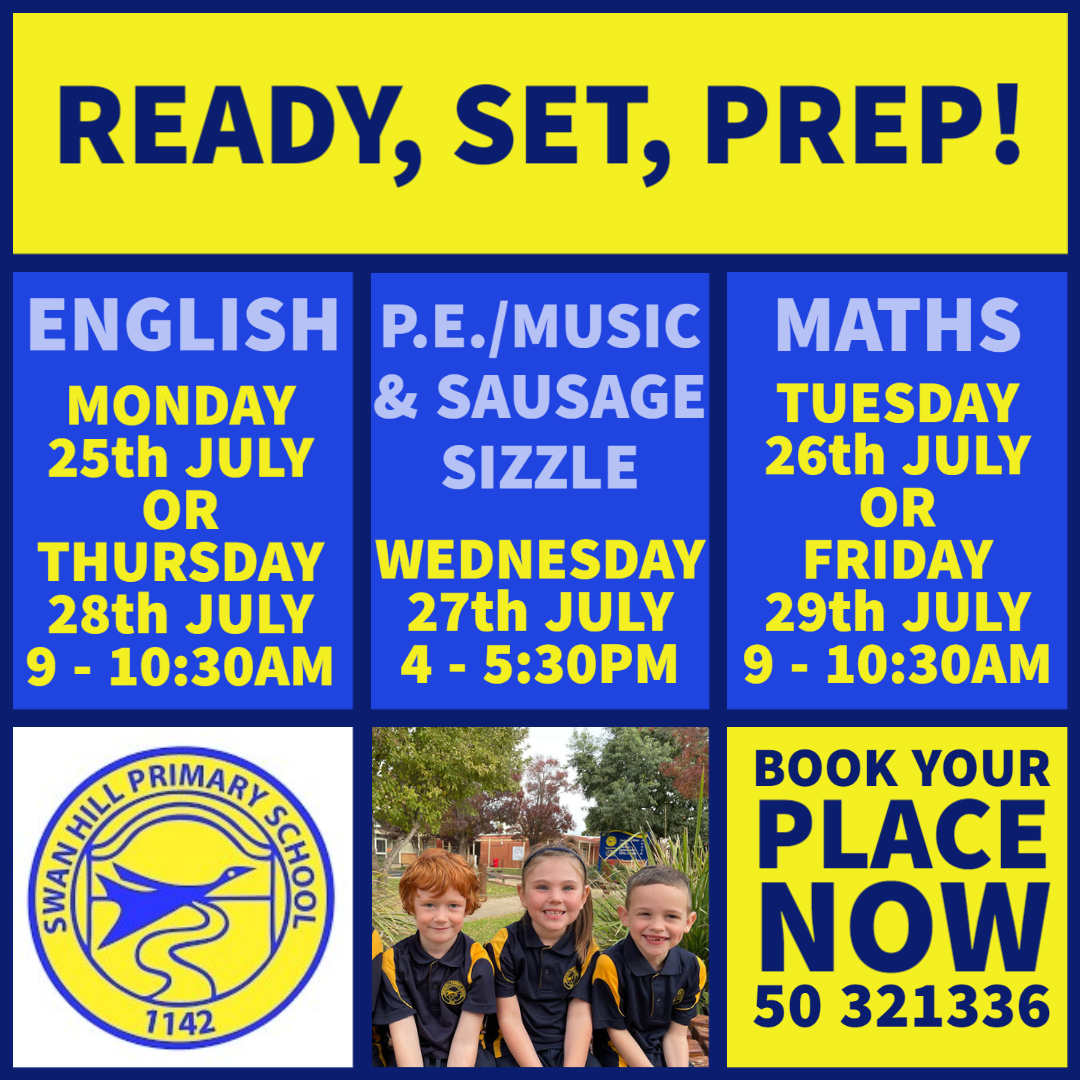 READY, SET, PREP!
ENGLISH
MONDAY
25th JULY
OR
THURSDAY
28th JULY
9 - 10:30AM
P.E./MUSIC
& SAUSAGE
SIZZLE
WEDNESDAY
27th JULY
4 - 5:30PM
MATHS
TUESDAY
26th JULY
OR
FRIDAY
29th JULY
9 - 10:30AM
SWAN HILL PRIMARY SCHOOL
1142
BOOK YOUR
PLACE
NOW
50 321336